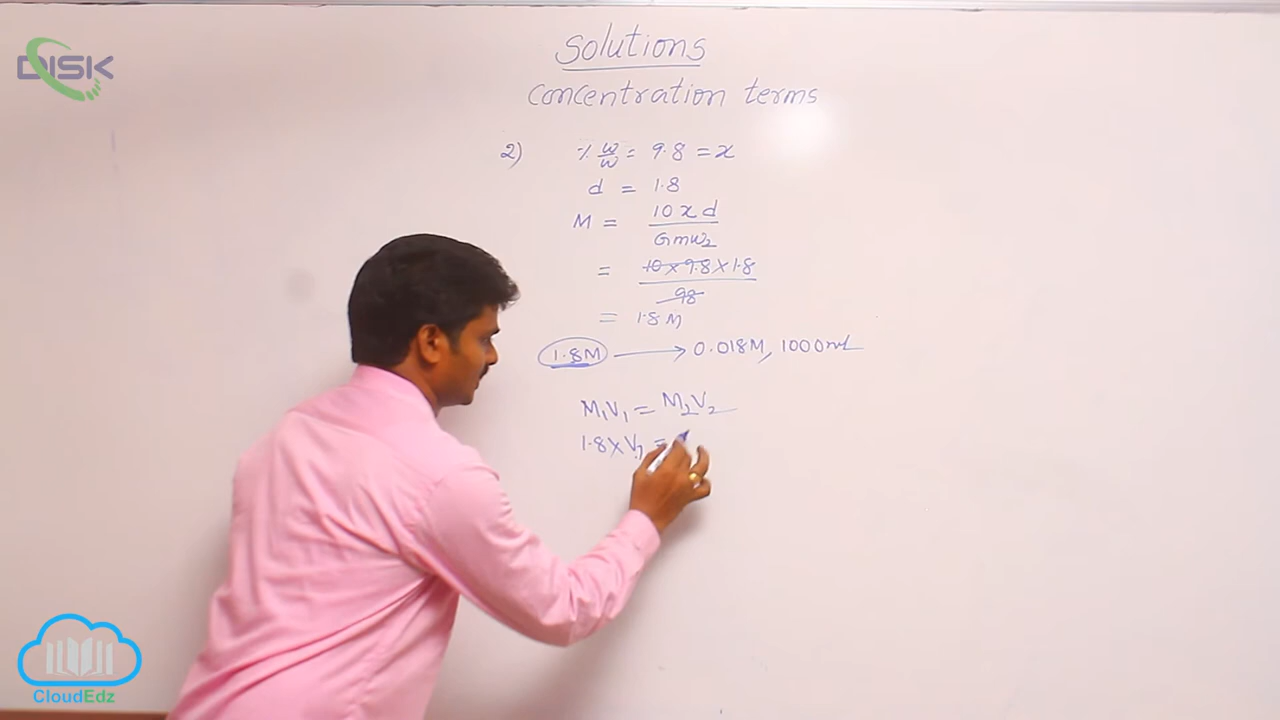 DISK
Solutions
concentration terms
2) % w/w = 9.8 = x
d = 1.8
M = 10 x d / Gmw₂
= 10 × 9.8 × 1.8 / 98
= 1.8 M
1.8M → 0.018M, 1000ml
M₁V₁ = M₂V₂
1.8 × V₁ =
CloudEdz